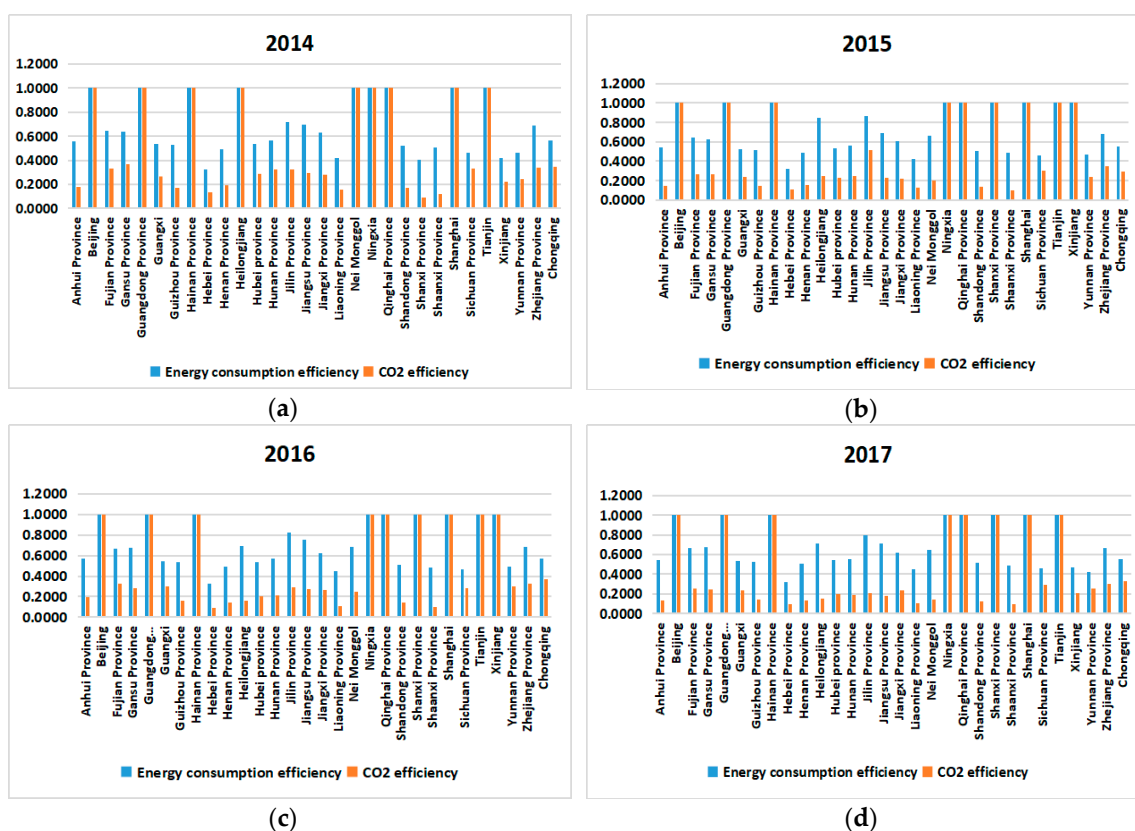 2014
1.2000
1.0000
0.8000
0.6000
0.4000
0.2000
0.0000
Anhui Province
Beijing
Fujian Province
Gansu Province
Guangdong Province
Guangxi
Guizhou Province
Hainan Province
Hebei Province
Henan Province
Heilongjiang
Hubei province
Hunan Province
Jilin Province
Jiangsu Province
Jiangxi Province
Liaoning Province
Nei Monggol
Ningxia
Qinghai Province
Shandong Province
Shanxi Province
Shaanxi Province
Shanghai
Sichuan Province
Tianjin
Xinjiang
Yunnan Province
Zhejiang Province
Chongqing
Energy consumption efficiency
CO2 efficiency
(a)
2015
1.2000
1.0000
0.8000
0.6000
0.4000
0.2000
0.0000
Anhui Province
Beijing
Fujian Province
Gansu Province
Guangdong Province
Guangxi
Guizhou Province
Hainan Province
Hebei Province
Henan Province
Heilongjiang
Hubei province
Hunan Province
Jilin Province
Jiangsu Province
Jiangxi Province
Liaoning Province
Nei Monggol
Ningxia
Qinghai Province
Shandong Province
Shanxi Province
Shaanxi Province
Shanghai
Sichuan Province
Tianjin
Xinjiang
Yunnan Province
Zhejiang Province
Chongqing
Energy consumption efficiency
CO2 efficiency
(b)
2016
1.2000
1.0000
0.8000
0.6000
0.4000
0.2000
0.0000
Anhui Province
Beijing
Fujian Province
Gansu Province
Guangdong...
Guangxi
Guizhou Province
Hainan Province
Hebei Province
Henan Province
Heilongjiang
Hubei province
Hunan Province
Jilin Province
Jiangsu Province
Jiangxi Province
Liaoning Province
Nei Monggol
Ningxia
Qinghai Province
Shandong Province
Shanxi Province
Shaanxi Province
Shanghai
Sichuan Province
Tianjin
Xinjiang
Yunnan Province
Zhejiang Province
Chongqing
Energy consumption efficiency
CO2 efficiency
(c)
2017
1.2000
1.0000
0.8000
0.6000
0.4000
0.2000
0.0000
Anhui Province
Beijing
Fujian Province
Gansu Province
Guangdong...
Guangxi
Guizhou Province
Hainan Province
Hebei Province
Henan Province
Heilongjiang
Hubei province
Hunan Province
Jilin Province
Jiangsu Province
Jiangxi Province
Liaoning Province
Nei Monggol
Ningxia
Qinghai Province
Shandong Province
Shanxi Province
Shaanxi Province
Shanghai
Sichuan Province
Tianjin
Xinjiang
Yunnan Province
Zhejiang Province
Chongqing
Energy consumption efficiency
CO2 efficiency
(d)